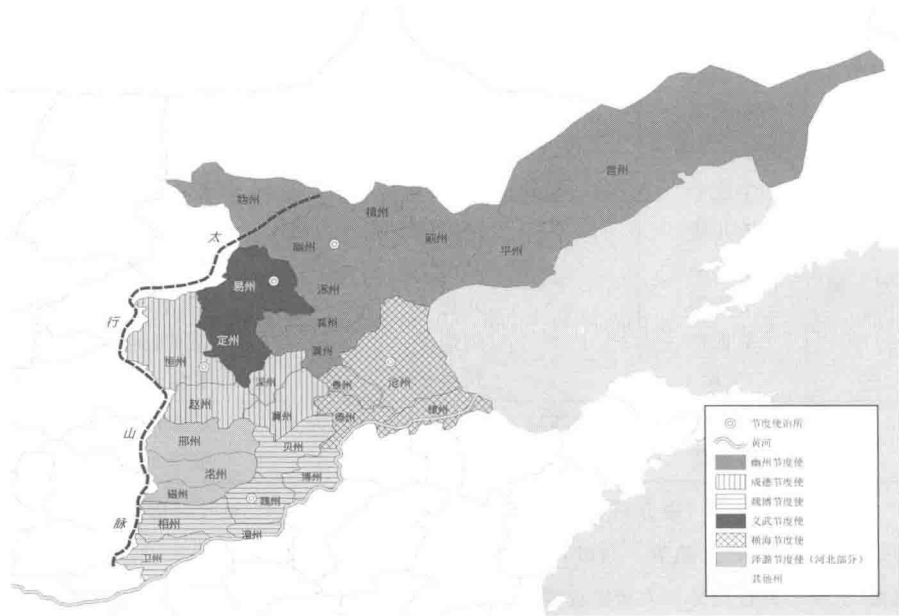 妫州
檀州
营州
太
幽州
蓟州
平州
易州
涿州
行
莫州
定州
瀛州
恒州
深州
景州
沧州
赵州
冀州
德州
棣州
山
邢州
贝州
洺州
博州
磁州
魏州
脉
相州
澶州
卫州
节度使治所
黄河
幽州节度使
成德节度使
魏博节度使
义武节度使
横海节度使
泽潞节度使（河北部分）
其他州